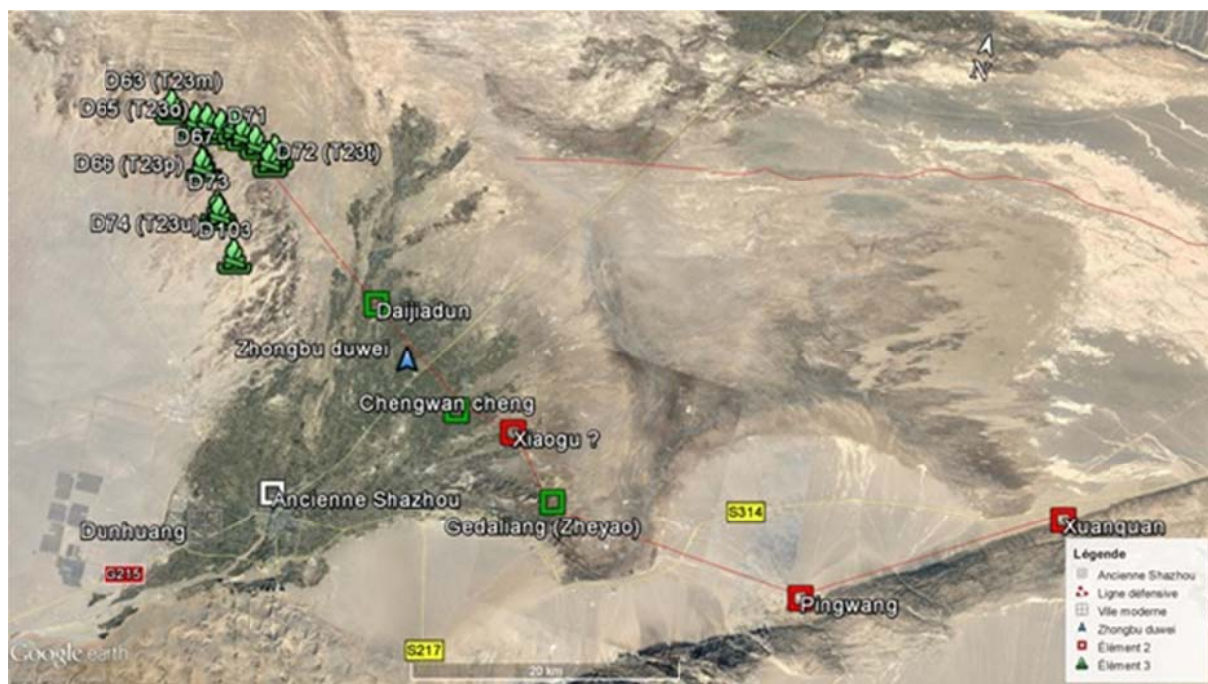 N
D63 (T23m)
D65 (T23o)
D71
D67
D72 (T23t)
D66 (T23p)
D73
D74 (T23u)
D103
Daijiadun
Zhongbu duwei
Chengwan cheng
Xiaogu ?
Ancienne Shazhou
Gedaliang (Zheyao)
S314
Xuanquan
Dunhuang
G215
Pingwang
S217
20 km
Google earth
Légende
Ancienne Shazhou
Ligne défensive
Ville moderne
Zhongbu duwei
Élément 2
Élément 3